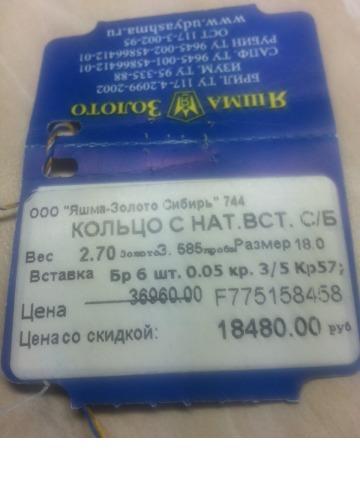 www.udyashma.ru
ОСТ 117-3-002-95
РУБИН ТУ 9645-002-45866412-01
САПФ. ТУ 9645-001-45866412-01
ИЗУМ. ТУ 95-335-88
БРИЛ. ТУ 117-4.2099-2002
ЯШМА ЗОЛОТО
ООО "Яшма-Золото Сибирь" 744
КОЛЬЦО С НАТ.ВСТ. С/Б
Вес 2.70 Золото З. 585 пробы Размер 18.0
Вставка Бр 6 шт. 0.05 кр. 3/5 Кр57;
Цена 36960.00 F775158458
Цена со скидкой: 18480.00 руб